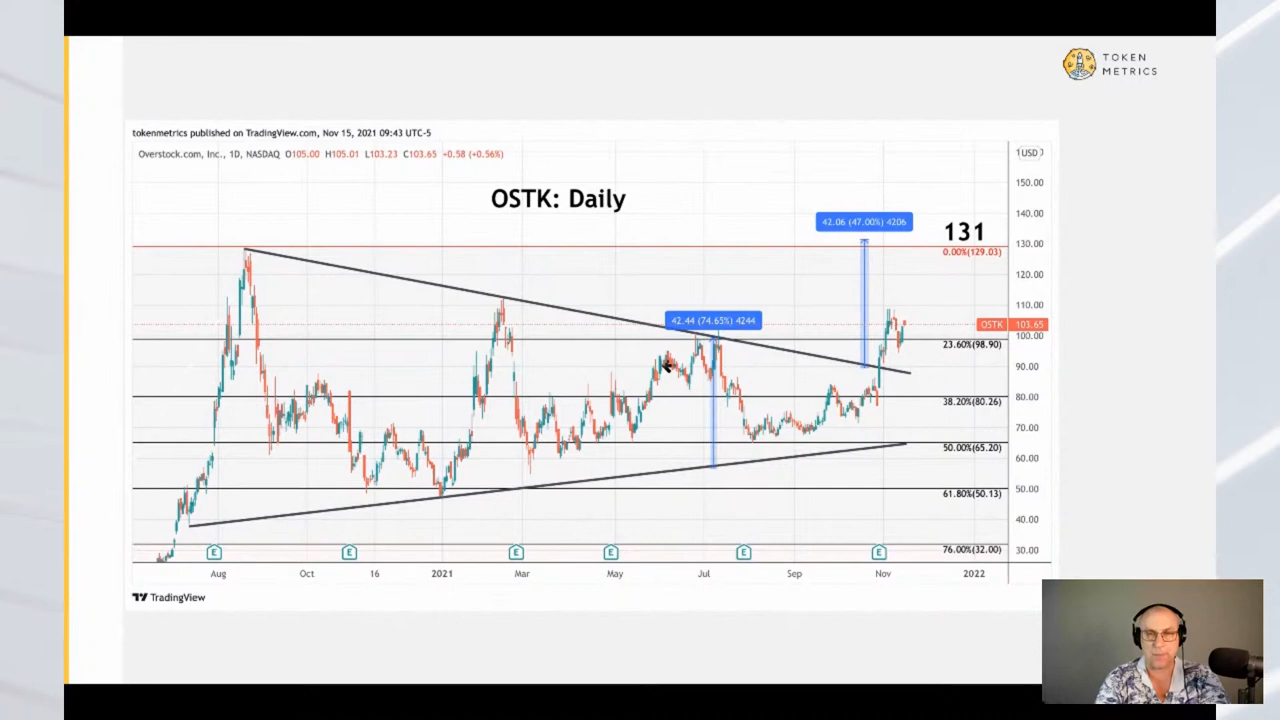 TOKEN
METRICS
tokenmetrics published on TradingView.com, Nov 15, 2021 09:43 UTC-5
Overstock.com, Inc., 1D, NASDAQ O105.00 H105.01 L103.23 C103.65 +0.58 (+0.56%)
USD
OSTK: Daily
150.00
140.00
42.06 (47.00%) 4206
131
130.00
0.00%(129.03)
120.00
110.00
42.44 (74.65%) 4244
OSTK 103.65
100.00
23.60%(98.90)
90.00
80.00
38.20%(80.26)
70.00
50.00%(65.20)
60.00
50.00
61.80%(50.13)
40.00
76.00%(32.00)
30.00
E E E E E E
Aug Oct 16 2021 Mar May Jul Sep Nov 2022
TradingView